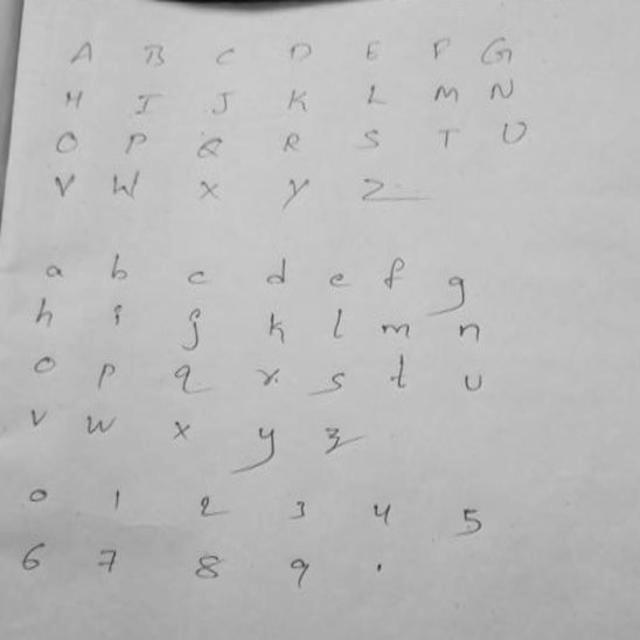 A B C D E F G
H I J K L M N
O P Q R S T U
V W X Y Z
a b c d e f g
h i j k l m n
o p q r s t u
v w x y z
0 1 2 3 4 5
6 7 8 9 .